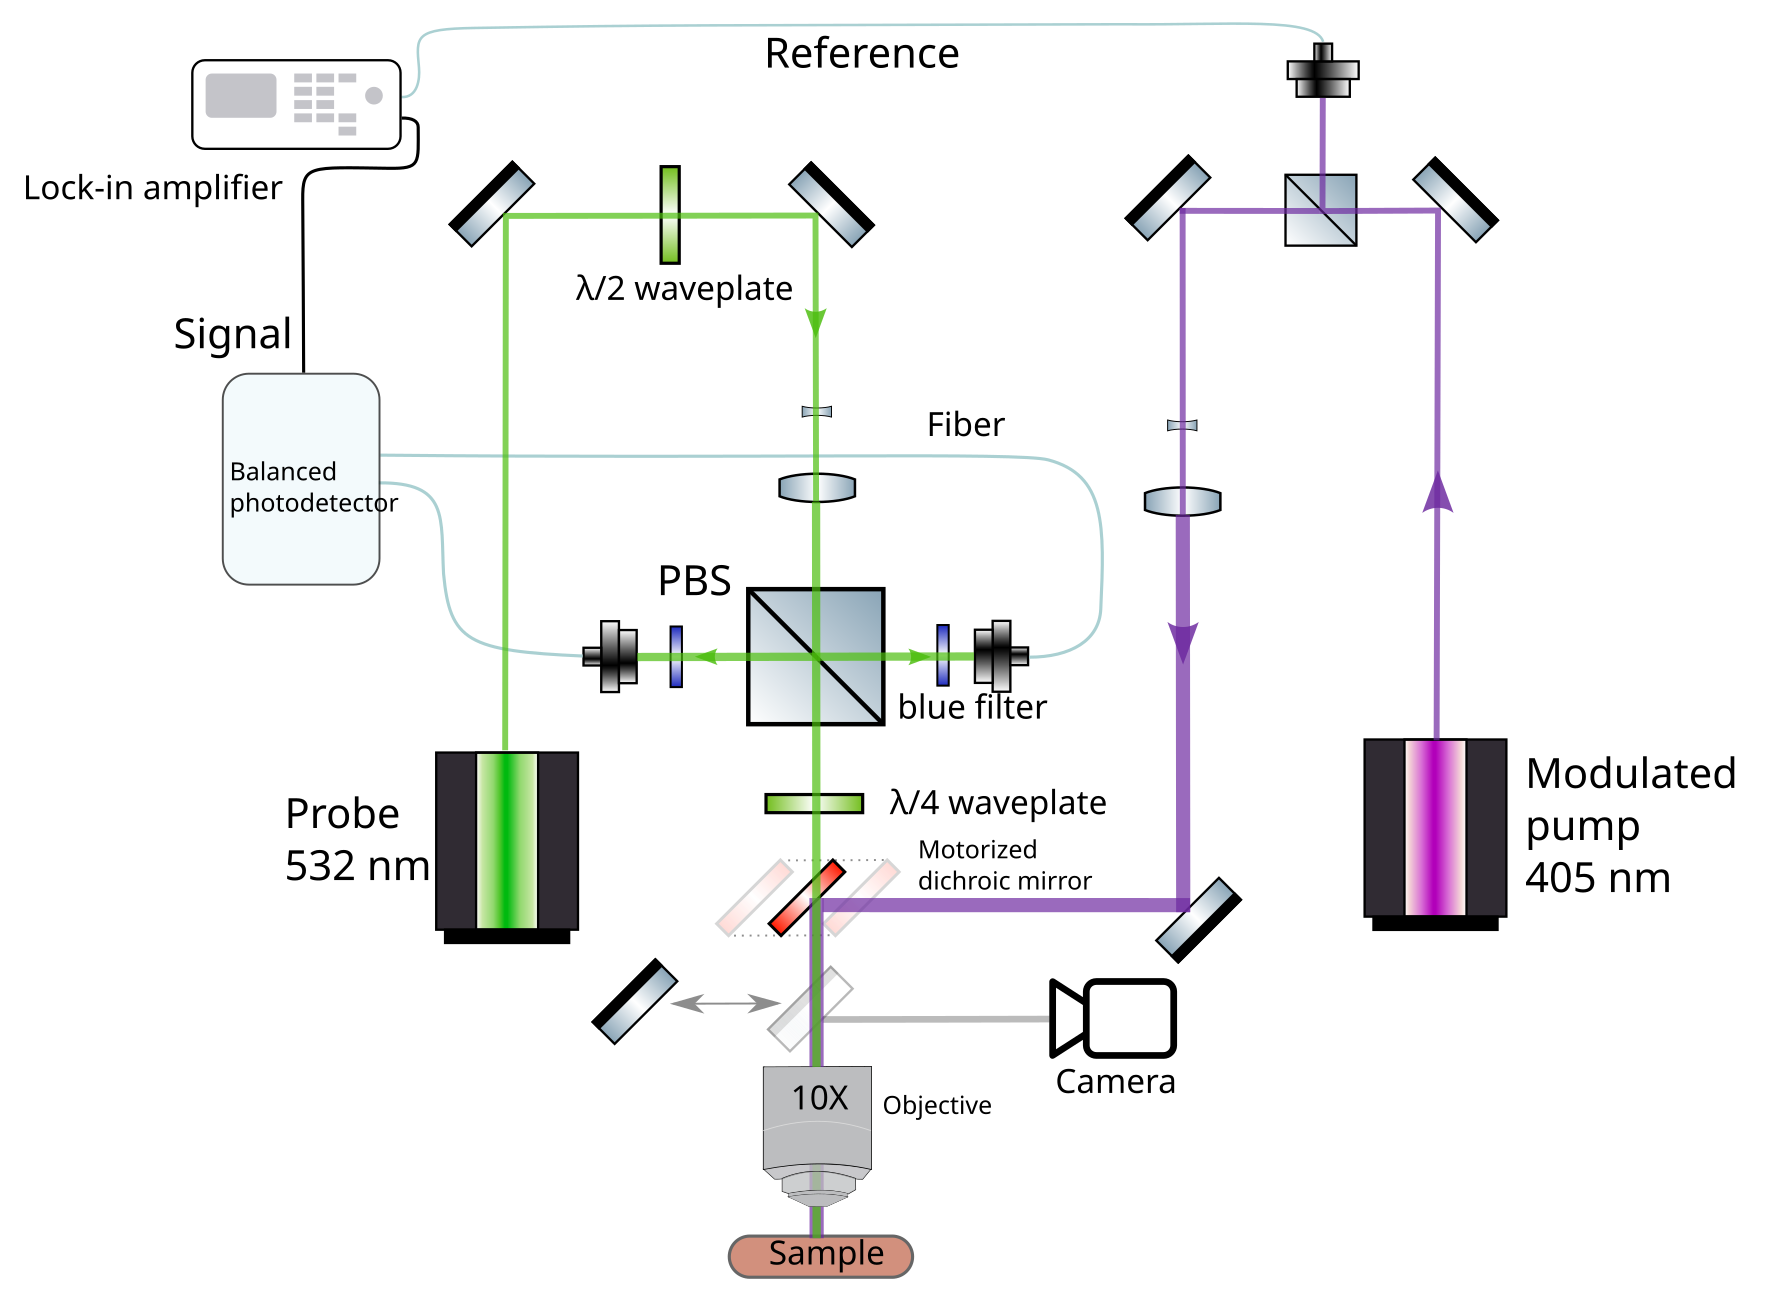 Reference
Lock-in amplifier
λ/2 waveplate
Signal
Fiber
Balanced
photodetector
PBS
blue filter
Probe
532 nm
λ/4 waveplate
Modulated
pump
405 nm
Motorized
dichroic mirror
Camera
10X
Objective
Sample